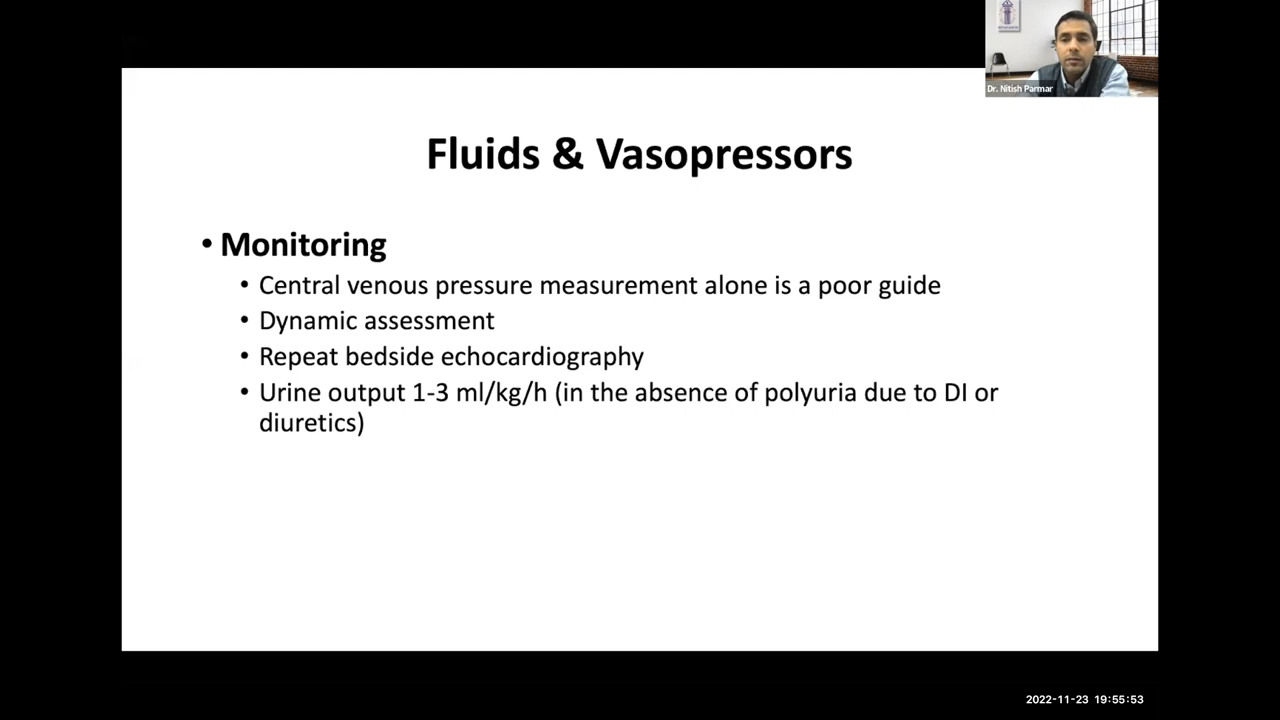 Dr. Nitish Parmar
Fluids & Vasopressors
• Monitoring
• Central venous pressure measurement alone is a poor guide
• Dynamic assessment
• Repeat bedside echocardiography
• Urine output 1-3 ml/kg/h (in the absence of polyuria due to DI or
diuretics)
2022-11-23 19:55:53